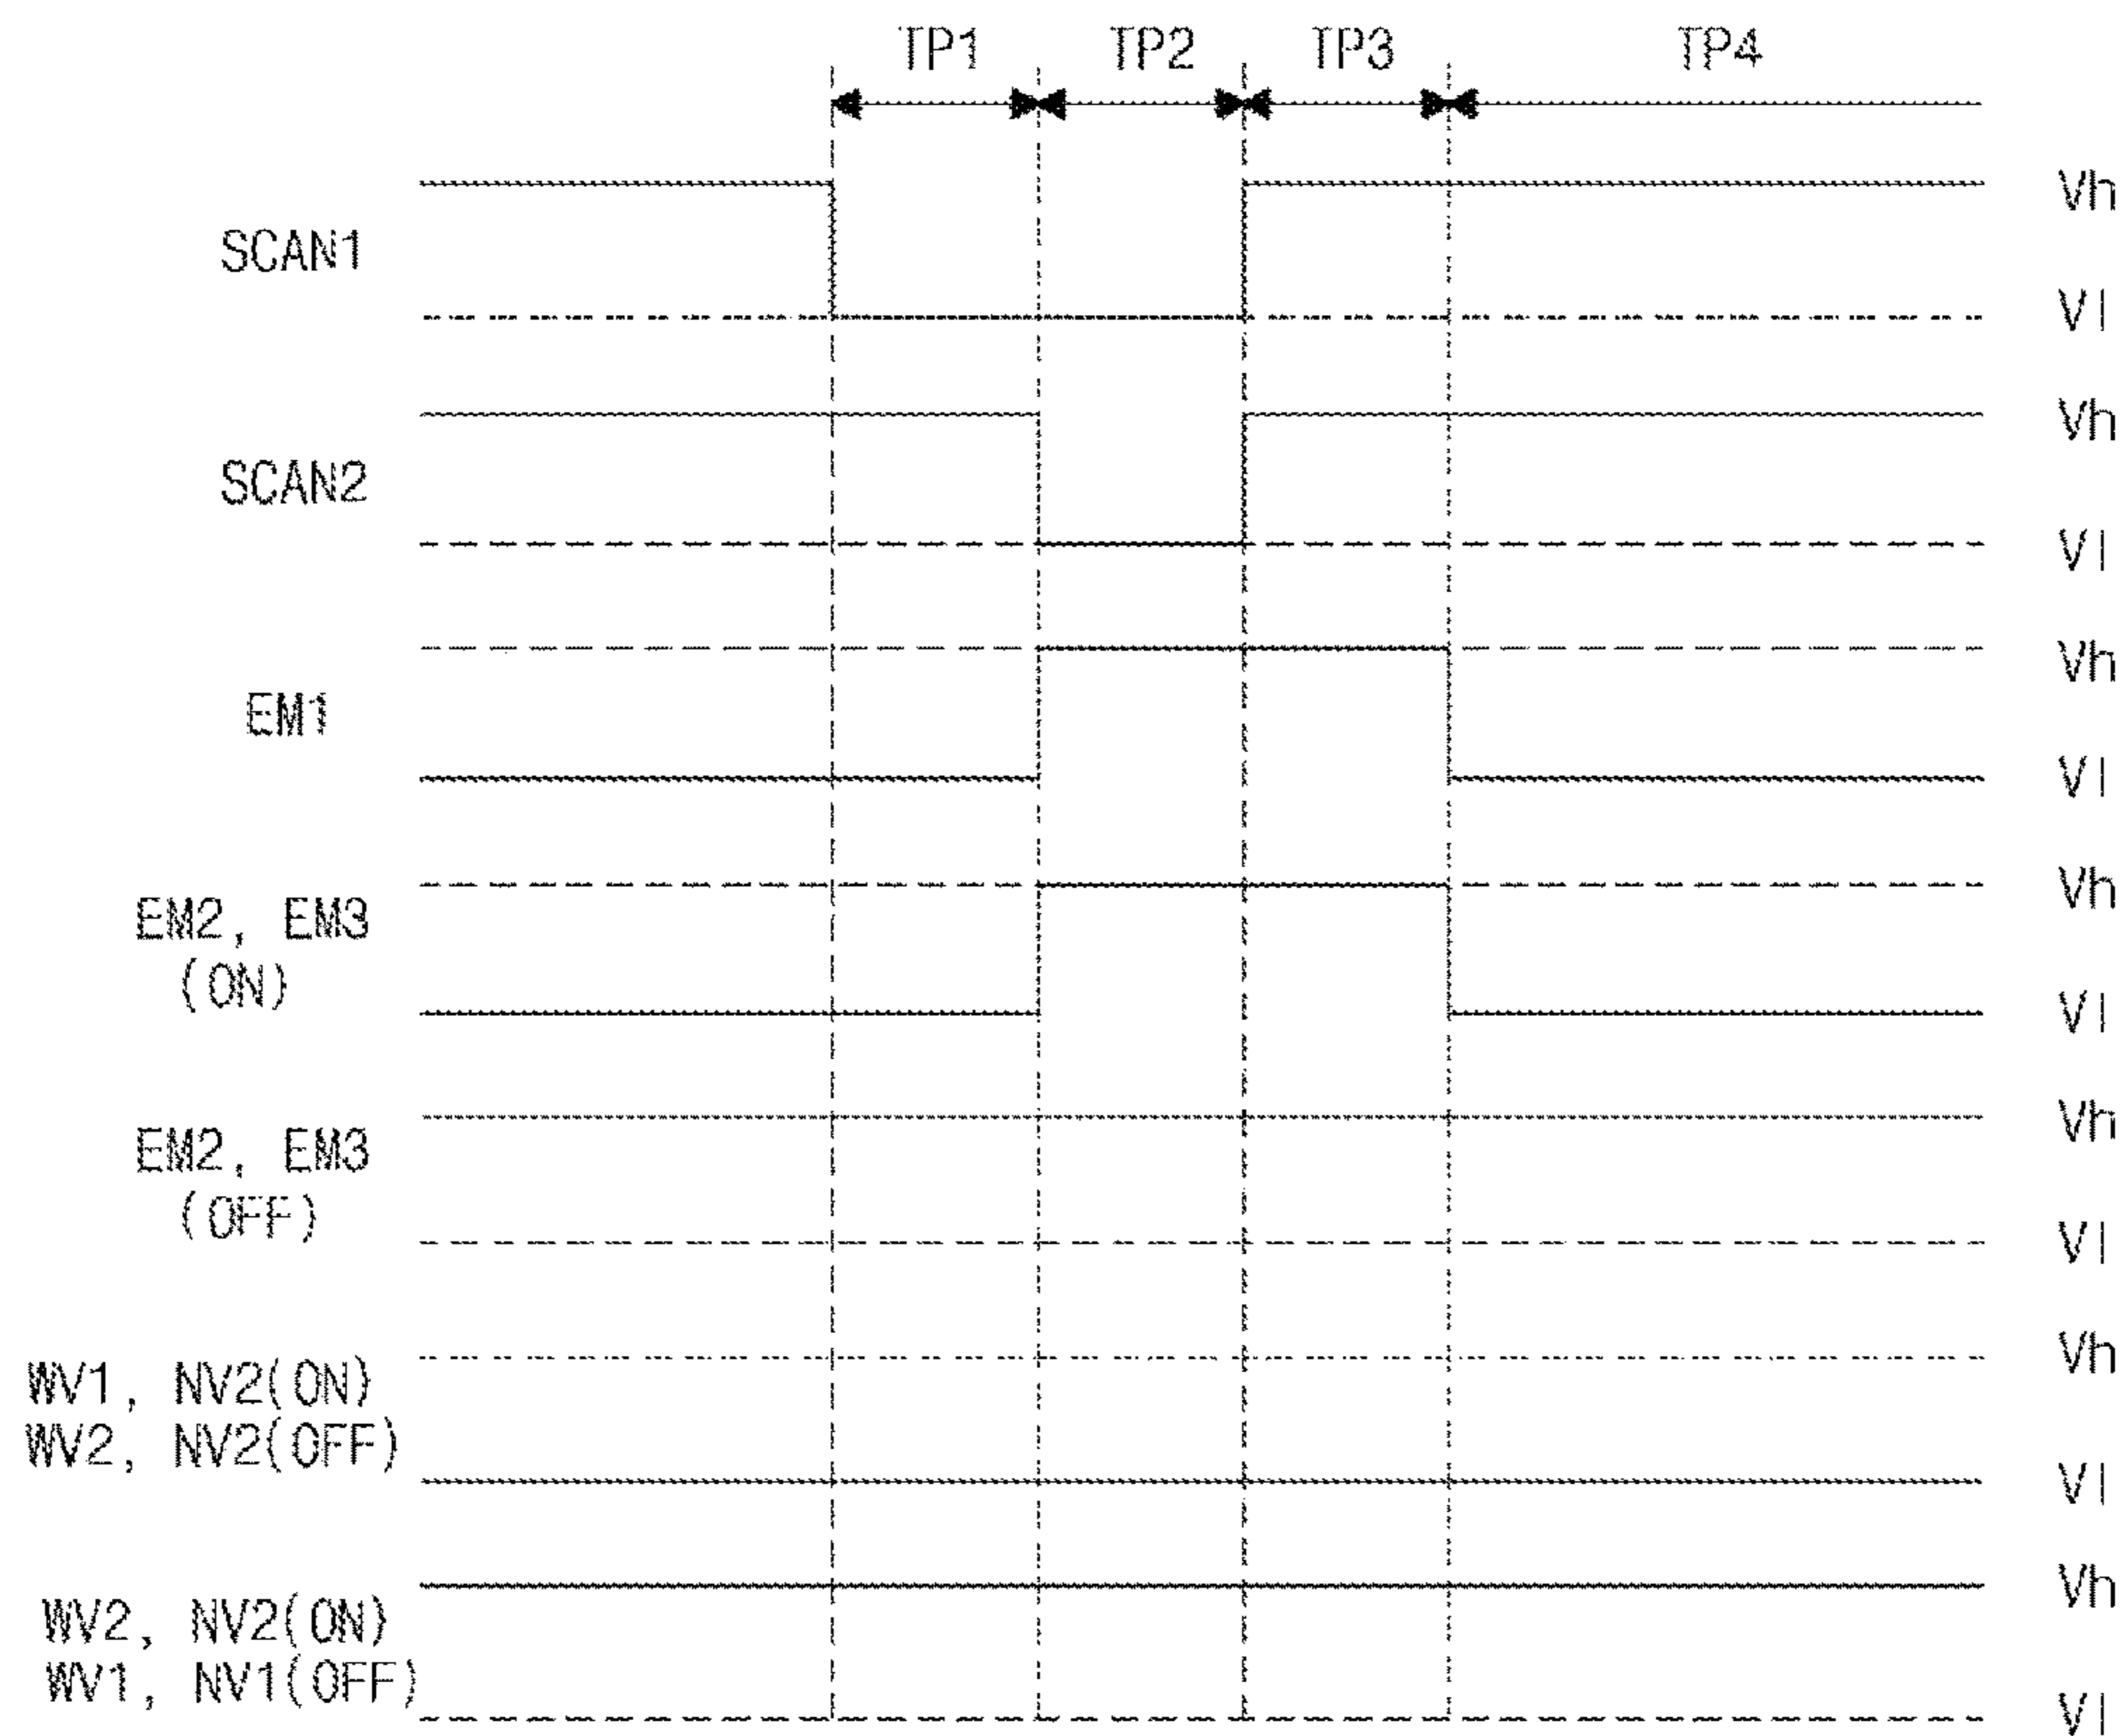 TP1 TP2 TP3 TP4
SCAN1
Vh
Vl
SCAN2
Vh
Vl
EM1
Vh
Vl
EM2, EM3
(ON)
Vh
Vl
EM2, EM3
(OFF)
Vh
Vl
WV1, NV2(ON)
WV2, NV2(OFF)
Vh
Vl
WV2, NV2(ON)
WV1, NV1(OFF)
Vh
Vl